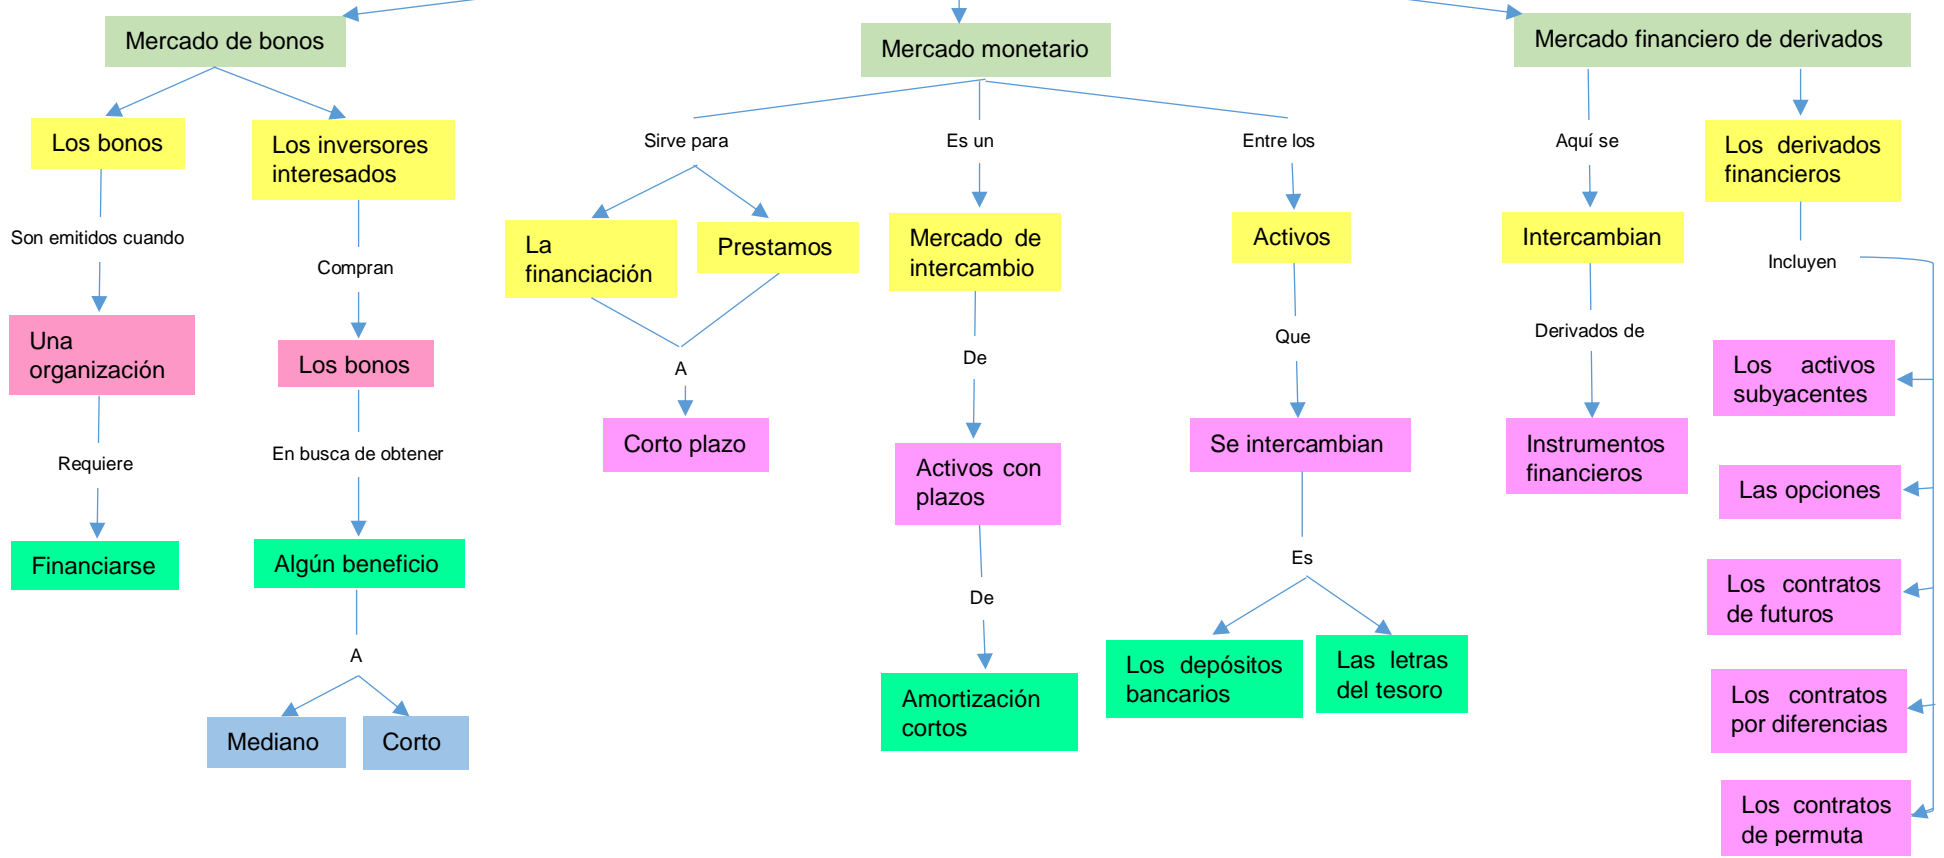 Mercado de bonos
Los bonos
Son emitidos cuando
Una
organización
Requiere
Financiarse
Los inversores
interesados
Compran
Los bonos
En busca de obtener
Algún beneficio
A
Mediano
Corto
Mercado monetario
Sirve para
La
financiación
Prestamos
A
Corto plazo
Es un
Mercado de
intercambio
De
Activos con
plazos
De
Amortización
cortos
Entre los
Activos
Que
Se intercambian
Es
Los depósitos
bancarios
Las letras
del tesoro
Mercado financiero de derivados
Aquí se
Intercambian
Derivados de
Instrumentos
financieros
Los derivados
financieros
Incluyen
Los activos
subyacentes
Las opciones
Los contratos
de futuros
Los contratos
por diferencias
Los contratos
de permuta